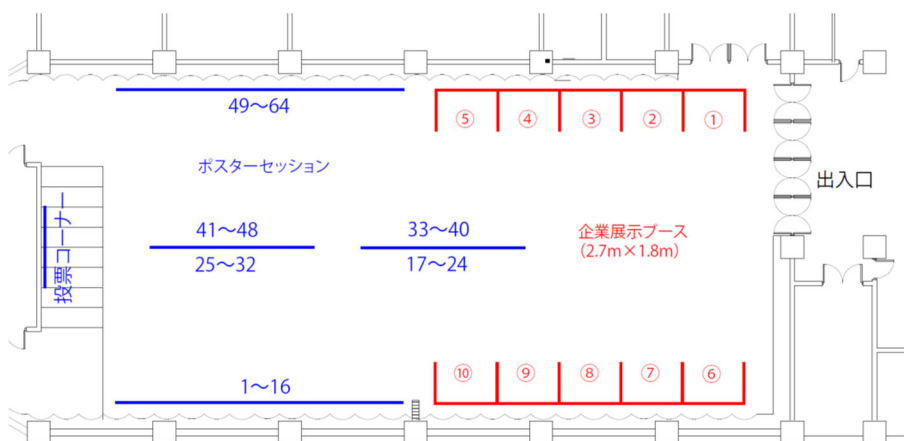 49～64
⑤ ④ ③ ② ①
ポスターセッション
出入口
投票コーナー
41～48
33～40
企業展示ブース
(2.7m×1.8m)
25～32
17～24
1～16
⑩ ⑨ ⑧ ⑦ ⑥